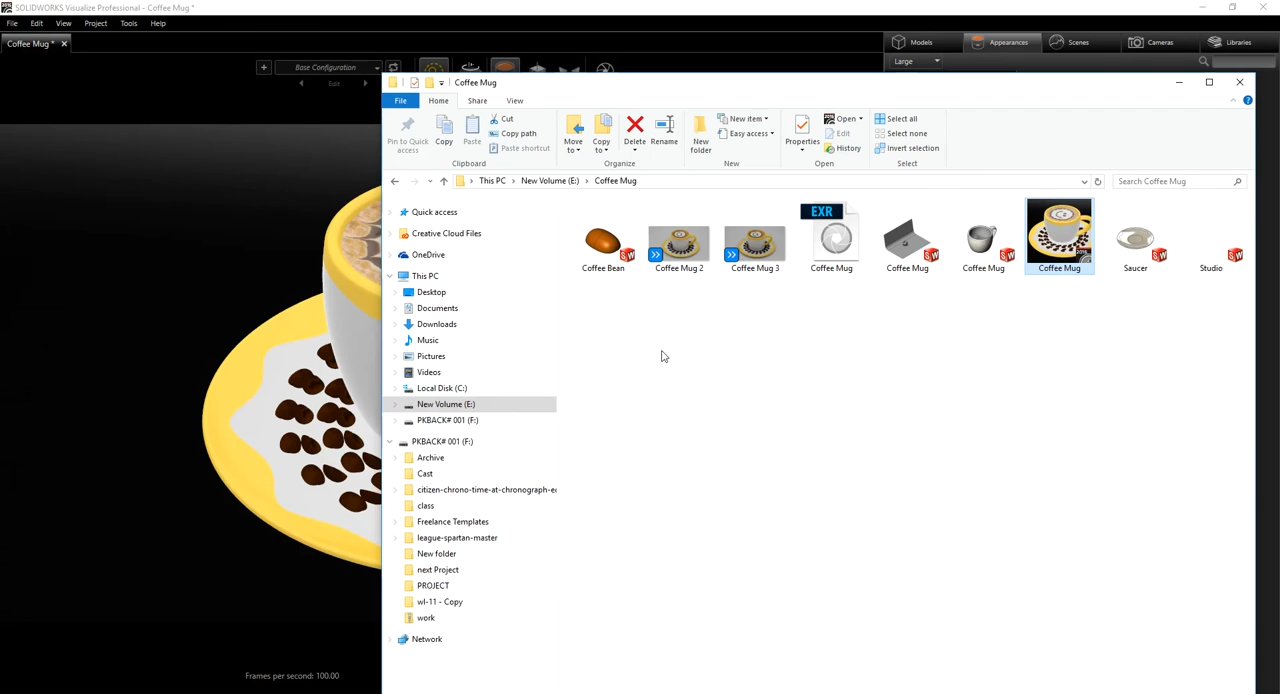 SOLIDWORKS Visualize Professional - Coffee Mug *
File Edit View Project Tools Help
Coffee Mug *
Models Appearances Scenes Cameras Libraries
Base Configuration
Large
Edit
Coffee Mug
File Home Share View
Pin to Quick access
Copy
Paste
Cut
Copy path
Paste shortcut
Clipboard
Move to
Copy to
Delete
Rename
Organize
New folder
New item
Easy access
New
Properties
Open
Edit
History
Open
Select all
Select none
Invert selection
Select
This PC New Volume (E:) Coffee Mug
Search Coffee Mug
Quick access
Creative Cloud Files
OneDrive
This PC
Desktop
Documents
Downloads
Music
Pictures
Videos
Local Disk (C:)
New Volume (E:)
PKBACK# 001 (F:)
PKBACK# 001 (F:)
Archive
Cast
citizen-chrono-time-at-chronograph-ec
class
Freelance Templates
league-spartan-master
New folder
next Project
PROJECT
wl-11 - Copy
work
Network
EXR
Coffee Bean
Coffee Mug 2
Coffee Mug 3
Coffee Mug
Coffee Mug
Coffee Mug
Coffee Mug
Saucer
Studio
Frames per second: 100.00